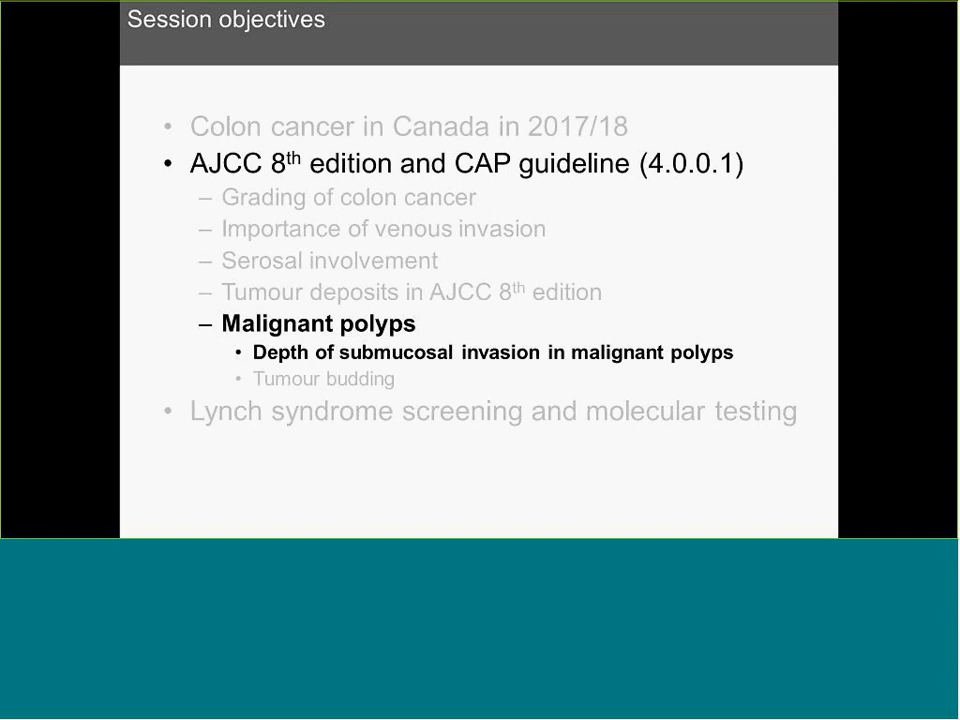 Session objectives
• Colon cancer in Canada in 2017/18
• AJCC 8th edition and CAP guideline (4.0.0.1)
– Grading of colon cancer
– Importance of venous invasion
– Serosal involvement
– Tumour deposits in AJCC 8th edition
– Malignant polyps
• Depth of submucosal invasion in malignant polyps
• Tumour budding
• Lynch syndrome screening and molecular testing